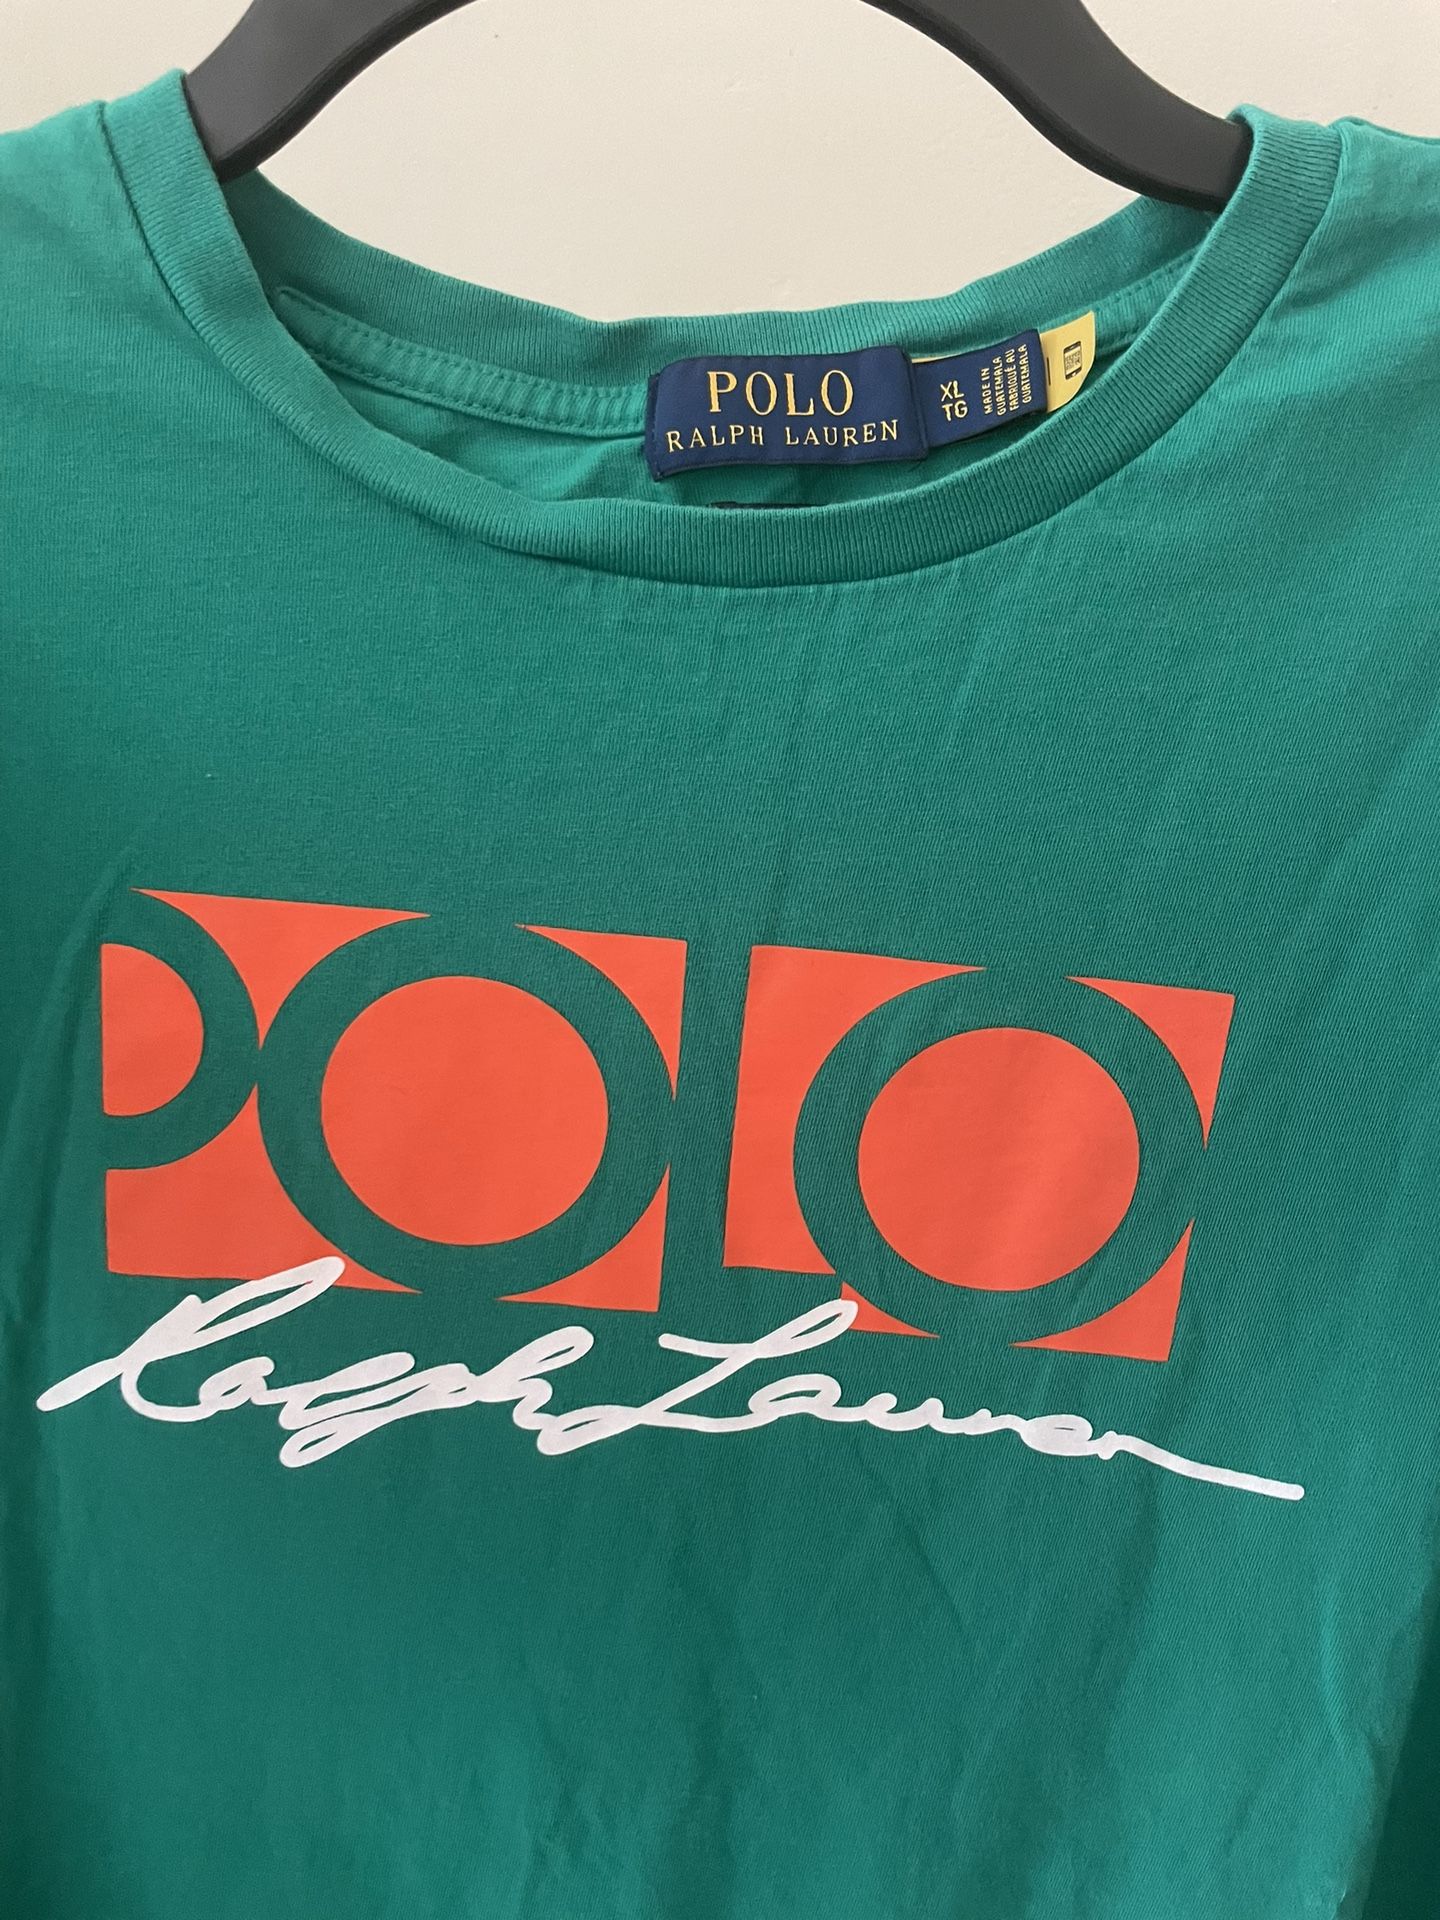 POLO
RALPH LAUREN
XL
TG
MADE IN
GUATEMALA
FABRIQUÉ AU
GUATEMALA
POLO
Ralph Lauren